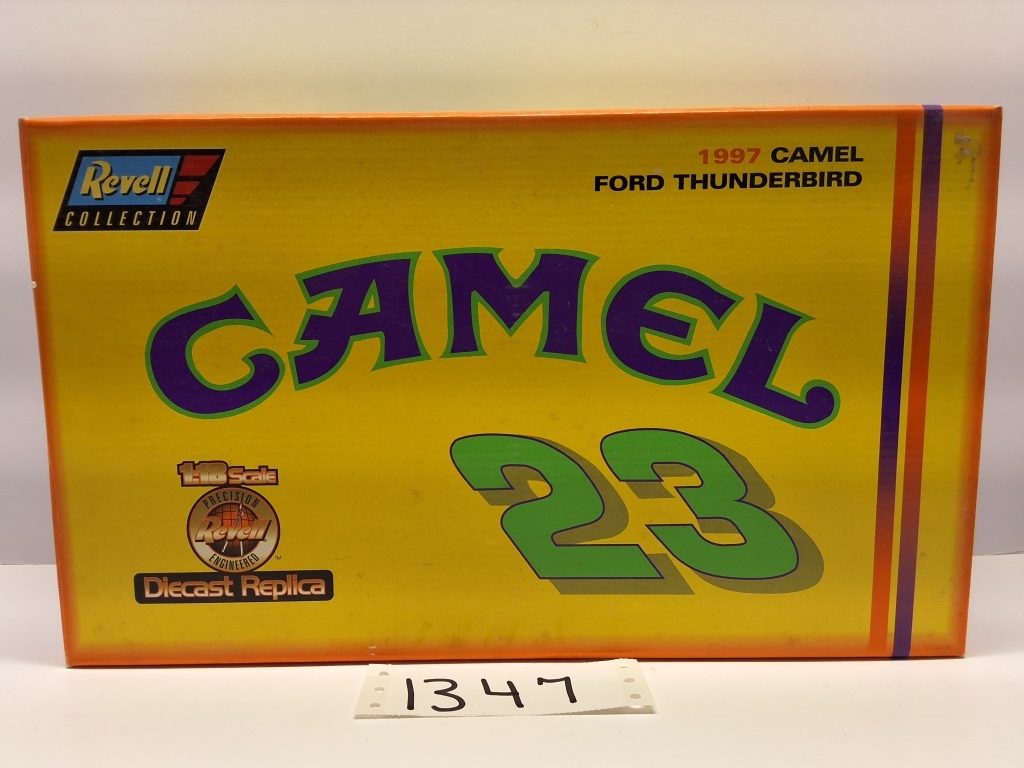 Revell
COLLECTION
1997 CAMEL
FORD THUNDERBIRD
CAMEL
23
1:18 Scale
PRECISION
Revell
ENGINEERED
Diecast Replica
1347